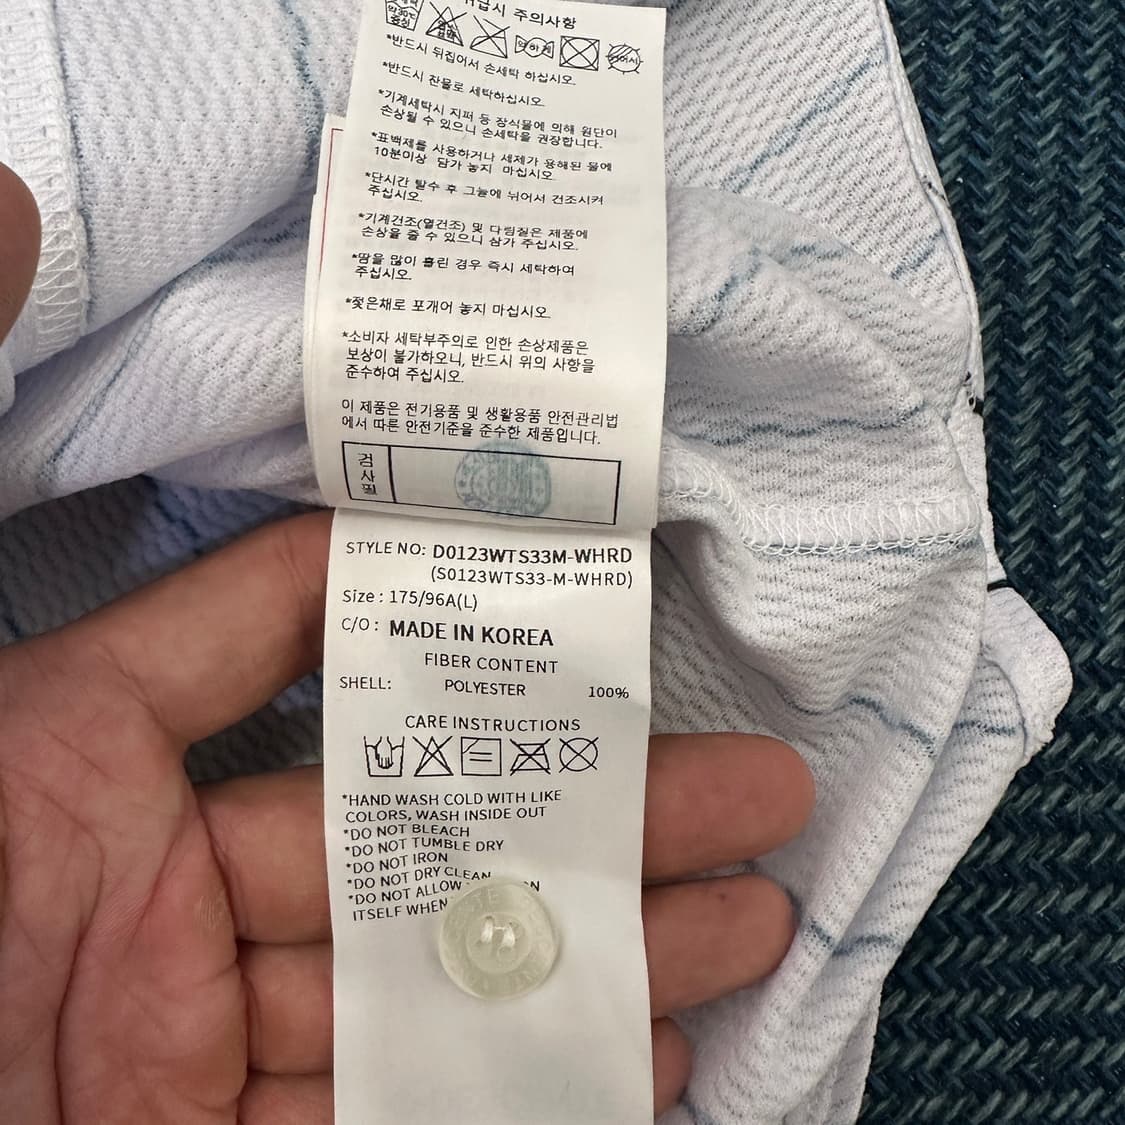 취급시 주의사항
*반드시 뒤집어서 손세탁 하십시오.
*반드시 찬물로 세탁하십시오.
*기계세탁시 지퍼 등 장식물에 의해 원단이
손상될 수 있으니 손세탁을 권장합니다.
*표백제를 사용하거나 세제가 용해된 물에
10분이상 담가 놓지 마십시오.
*단시간 탈수 후 그늘에 뉘어서 건조시켜
주십시오.
*기계건조(열건조) 및 다림질은 제품에
손상을 줄 수 있으니 삼가 주십시오.
*땀을 많이 흘린 경우 즉시 세탁하여
주십시오.
*젖은채로 포개어 놓지 마십시오.
*소비자 세탁부주의로 인한 손상제품은
보상이 불가하오니, 반드시 위의 사항을
준수하여 주십시오.
이 제품은 전기용품 및 생활용품 안전관리법
에서 따른 안전기준을 준수한 제품입니다.
검사필
STYLE NO: D0123WTS33M-WHRD
(S0123WTS33-M-WHRD)
Size : 175/96A(L)
C/O : MADE IN KOREA
FIBER CONTENT
SHELL: POLYESTER 100%
CARE INSTRUCTIONS
*HAND WASH COLD WITH LIKE
COLORS, WASH INSIDE OUT
*DO NOT BLEACH
*DO NOT TUMBLE DRY
*DO NOT IRON
*DO NOT DRY CLEAN
*DO NOT ALLOW
ITSELF WHEN